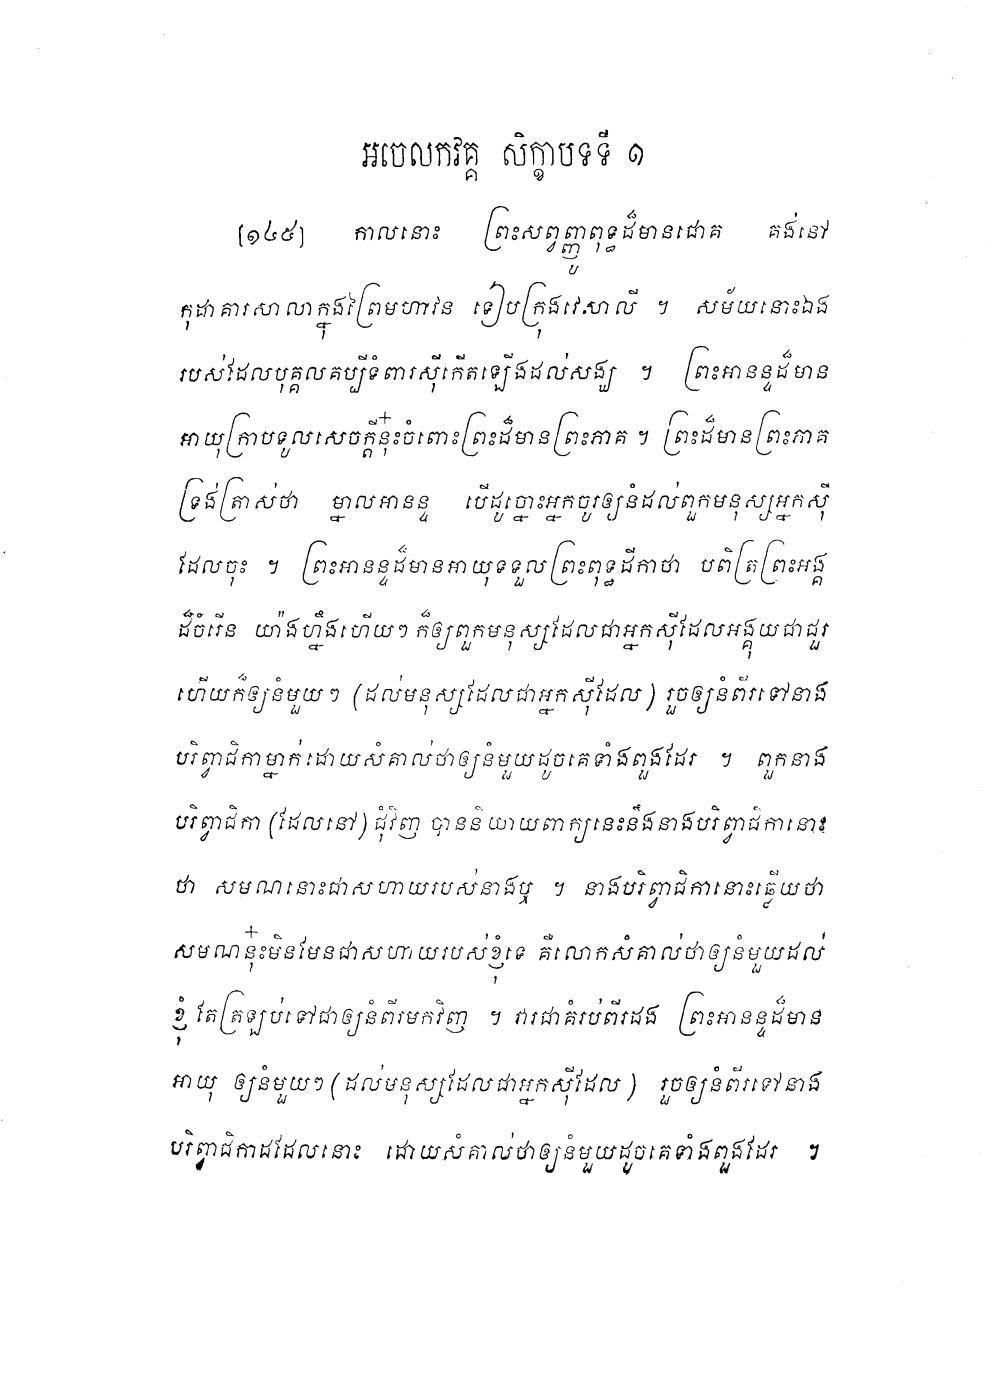 អចេលកវគ្គ សិក្ខាបទទី ១
[១៤៥] កាលនោះ ព្រះសព្វញ្ញូពុទ្ធដ៏មានជោគ គង់នៅ
កុដាគារសាលាក្នុងព្រៃមហាវន ទៀបក្រុងវេសាលី ។ សម័យនោះឯង
របស់ដែលបុគ្គលគប្បីទំពារស៊ីកើតឡើងដល់សង្ឃ ។ ព្រះអានន្ទដ៏មាន
អាយុក្រាបទូលសេចក្តីនុ៎ះចំពោះព្រះដ៏មានព្រះភាគ ។ ព្រះដ៏មានព្រះភាគ
ទ្រង់ត្រាស់ថា ម្នាលអានន្ទ បើដូច្នោះអ្នកចូរឲ្យនំដល់ពួកមនុស្សអ្នកស៊ី
ដែលចុះ ។ ព្រះអានន្ទដ៏មានអាយុទទួលព្រះពុទ្ធដីកាថា បពិត្រព្រះអង្គ
ដ៏ចំរើន យ៉ាងហ្នឹងហើយៗ ក៏ឲ្យពួកមនុស្សដែលជាអ្នកស៊ីដែលអង្គុយជាជួរ
ហើយក៏ឲ្យនំមួយៗ (ដល់មនុស្សដែលជាអ្នកស៊ីដែល) រួចឲ្យនំពីរទៅនាង
បរិព្វាជិកាម្នាក់ដោយសំគាល់ថាឲ្យនំមួយដូចគេទាំងពួងដែរ ។ ពួកនាង
បរិព្វាជិកា (ដែលនៅ) ជុំវិញ បាននិយាយពាក្យនេះនឹងនាងបរិព្វាជិកានោះ
ថា សមណនោះជាសហាយរបស់នាងឬ ។ នាងបរិព្វាជិកានោះឆ្លើយថា
សមណនុ៎ះមិនមែនជាសហាយរបស់ខ្ញុំទេ គឺលោកសំគាល់ថាឲ្យនំមួយដល់
ខ្ញុំ តែត្រឡប់ទៅជាឲ្យនំពីរមកវិញ ។ វារជាគំរប់ពីរដង ព្រះអានន្ទដ៏មាន
អាយុ ឲ្យនំមួយៗ (ដល់មនុស្សដែលជាអ្នកស៊ីដែល) រួចឲ្យនំពីរទៅនាង
បរិព្វាជិកាដដែលនោះ ដោយសំគាល់ថាឲ្យនំមួយដូចគេទាំងពួងដែរ ។